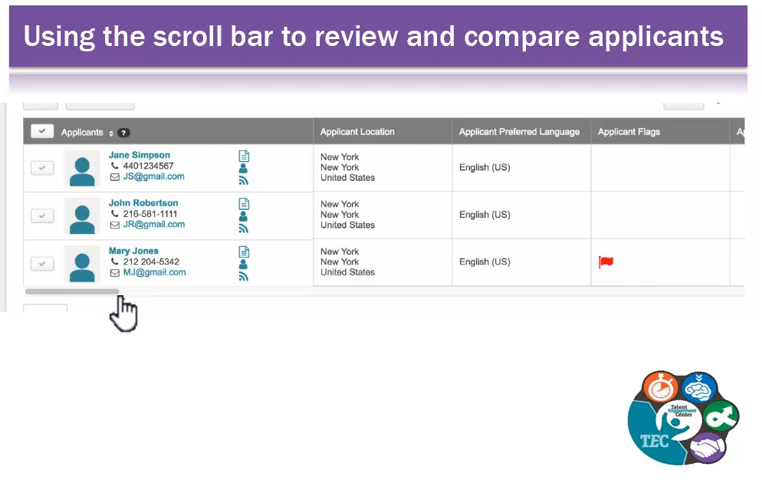 Using the scroll bar to review and compare applicants
Applicants ? Applicant Location Applicant Preferred Language Applicant Flags
Jane Simpson
4401234567
JS@gmail.com
New York
New York
United States
English (US)
John Robertson
216-581-1111
JR@gmail.com
New York
New York
United States
English (US)
Mary Jones
212 204-5342
MJ@gmail.com
New York
New York
United States
English (US)
Talent
Engagement
Center
TEC